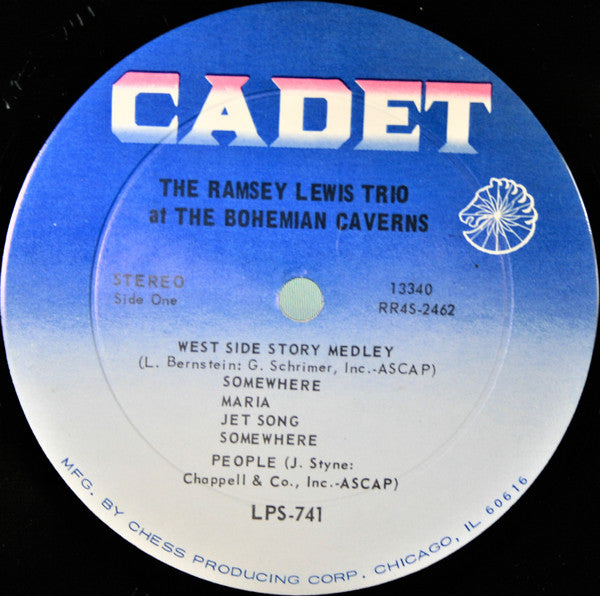 CADET
THE RAMSEY LEWIS TRIO
at THE BOHEMIAN CAVERNS
STEREO
Side One
13340
RR4S-2462
WEST SIDE STORY MEDLEY
(L. Bernstein: G. Schrimer, Inc.-ASCAP)
SOMEWHERE
MARIA
JET SONG
SOMEWHERE
PEOPLE (J. Styne:
Chappell & Co., Inc.-ASCAP)
LPS-741
MFG. BY CHESS PRODUCING CORP. CHICAGO, IL 60616